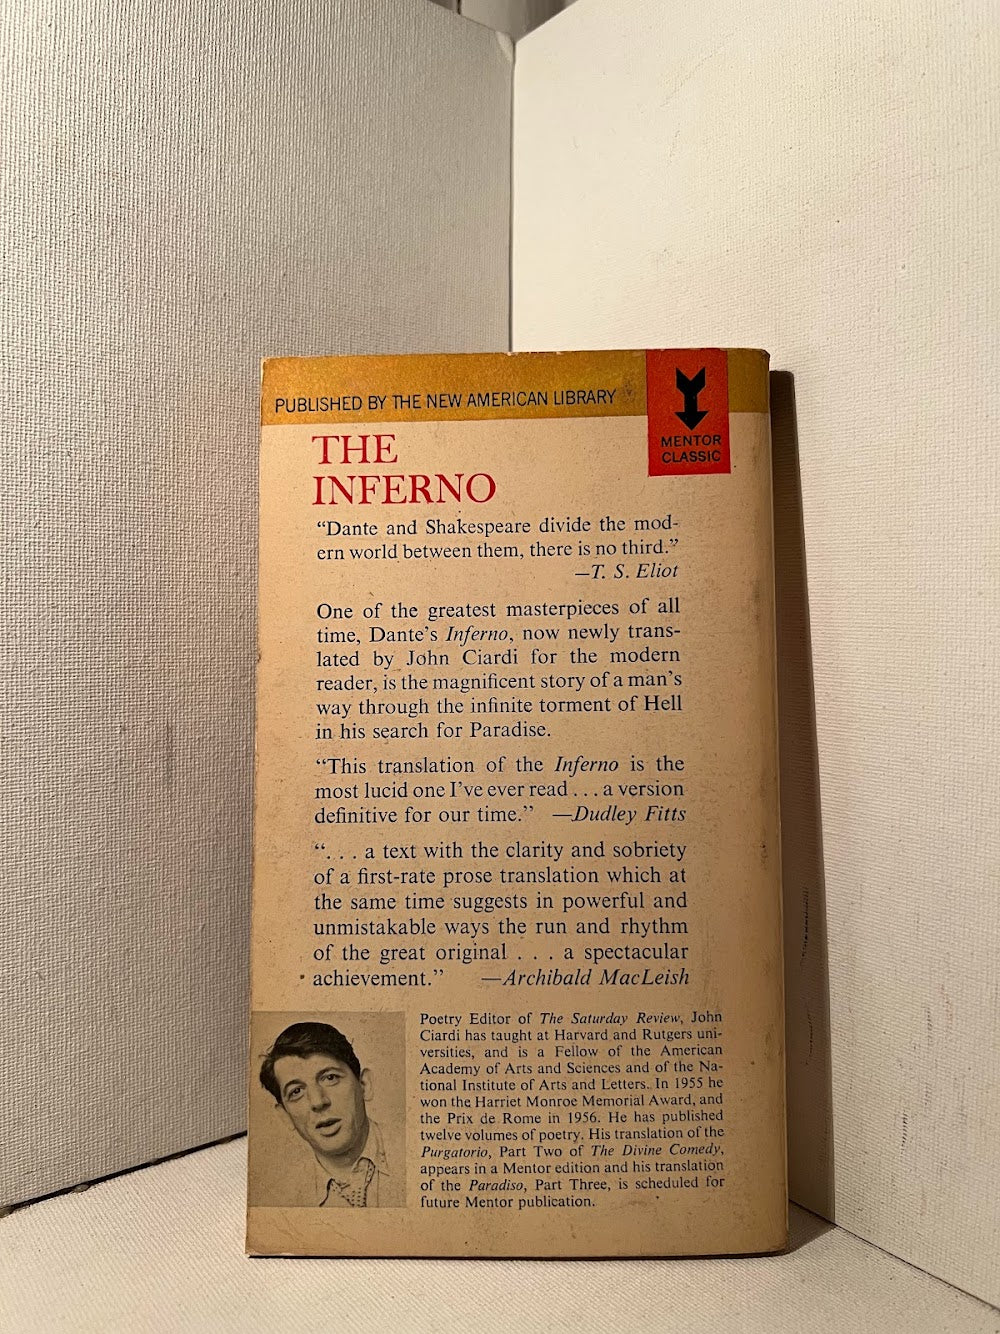 PUBLISHED BY THE NEW AMERICAN LIBRARY
MENTOR
CLASSIC
THE
INFERNO
“Dante and Shakespeare divide the mod-
ern world between them, there is no third.”
—T. S. Eliot
One of the greatest masterpieces of all
time, Dante’s Inferno, now newly trans-
lated by John Ciardi for the modern
reader, is the magnificent story of a man’s
way through the infinite torment of Hell
in his search for Paradise.
“This translation of the Inferno is the
most lucid one I’ve ever read . . . a version
definitive for our time.” —Dudley Fitts
“. . . a text with the clarity and sobriety
of a first-rate prose translation which at
the same time suggests in powerful and
unmistakable ways the run and rhythm
of the great original . . . a spectacular
achievement.” —Archibald MacLeish
Poetry Editor of The Saturday Review, John
Ciardi has taught at Harvard and Rutgers uni-
versities, and is a Fellow of the American
Academy of Arts and Sciences and of the Na-
tional Institute of Arts and Letters. In 1955 he
won the Harriet Monroe Memorial Award, and
the Prix de Rome in 1956. He has published
twelve volumes of poetry. His translation of the
Purgatorio, Part Two of The Divine Comedy,
appears in a Mentor edition and his translation
of the Paradiso, Part Three, is scheduled for
future Mentor publication.